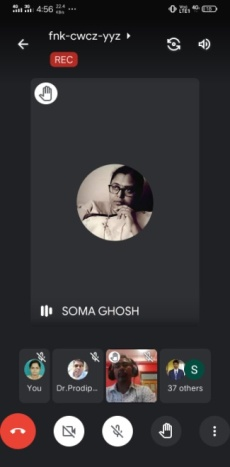 4:56
fnk-cwcz-yyz
REC
SOMA GHOSH
You
Dr.Prodip...
S
37 others